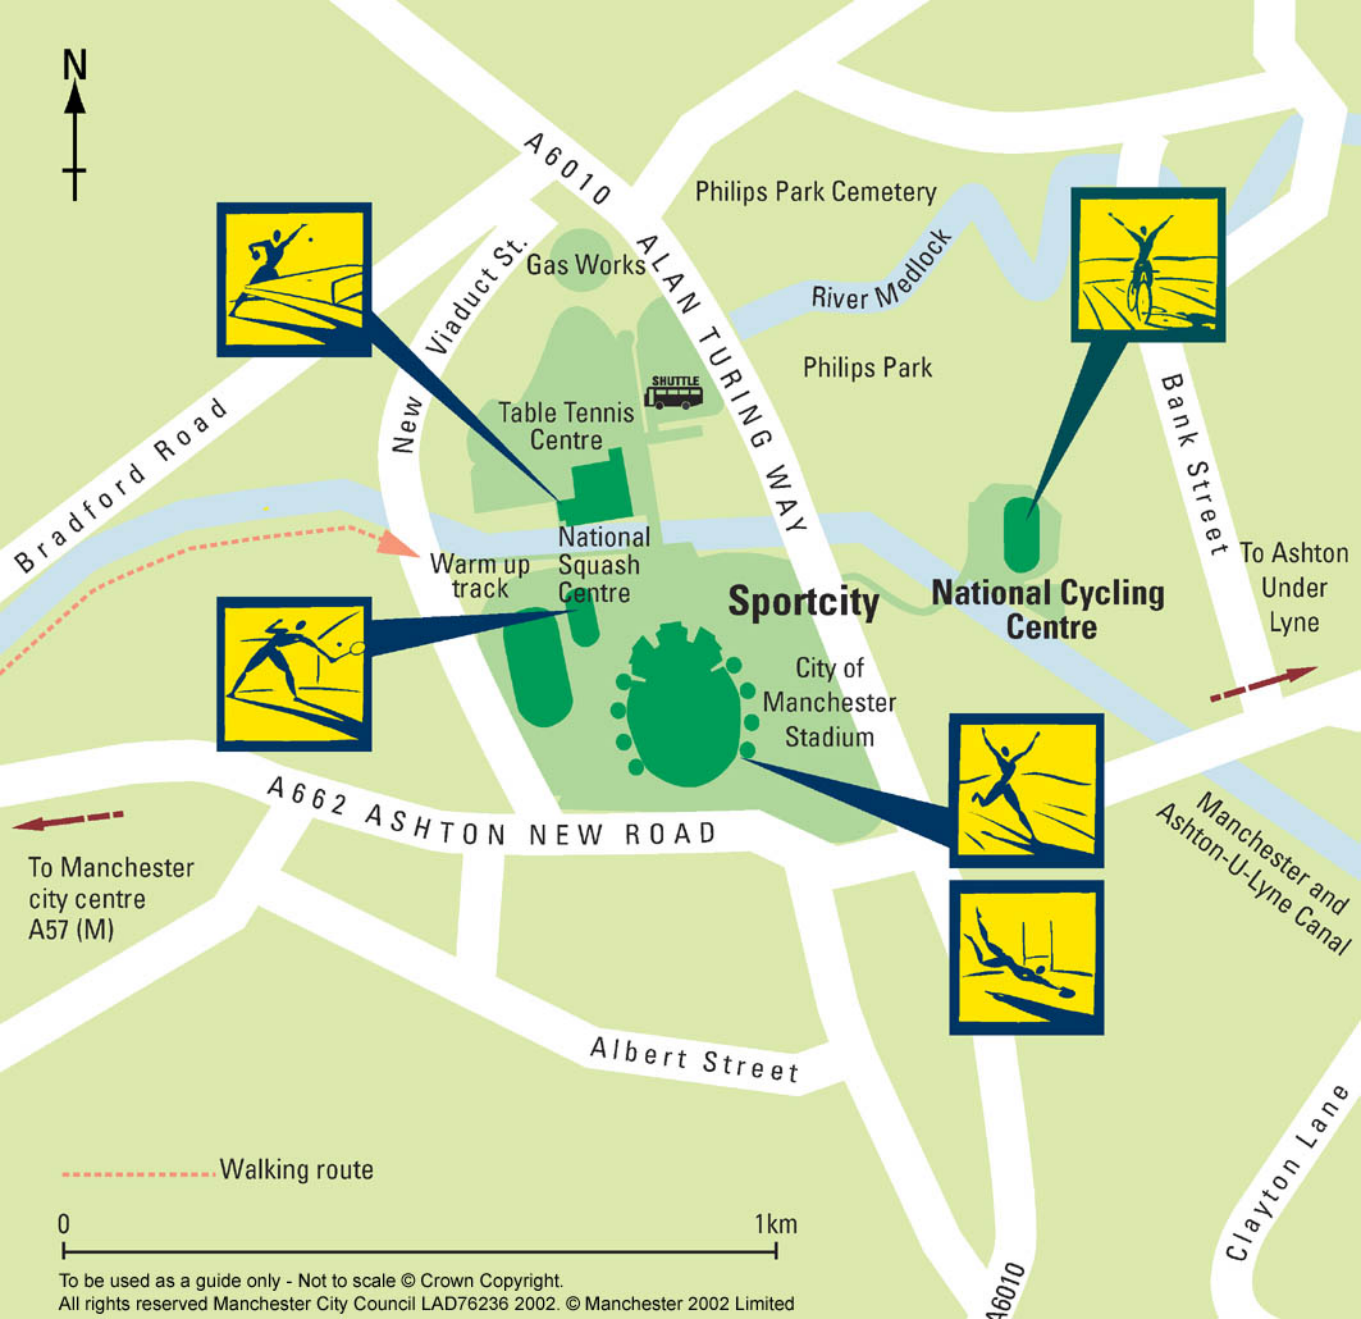 N
A6010
Philips Park Cemetery
New Viaduct St.
Gas Works
ALAN TURING WAY
River Medlock
Philips Park
SHUTTLE
Bank Street
Bradford Road
Table Tennis
Centre
National
Squash
Centre
Warm up
track
To Ashton
Under
Lyne
Sportcity
National Cycling
Centre
City of
Manchester
Stadium
A662 ASHTON NEW ROAD
Manchester and
Ashton-U-Lyne Canal
To Manchester
city centre
A57 (M)
Albert Street
Clayton Lane
Walking route
0
1km
A6010
To be used as a guide only - Not to scale © Crown Copyright.
All rights reserved Manchester City Council LAD76236 2002. © Manchester 2002 Limited